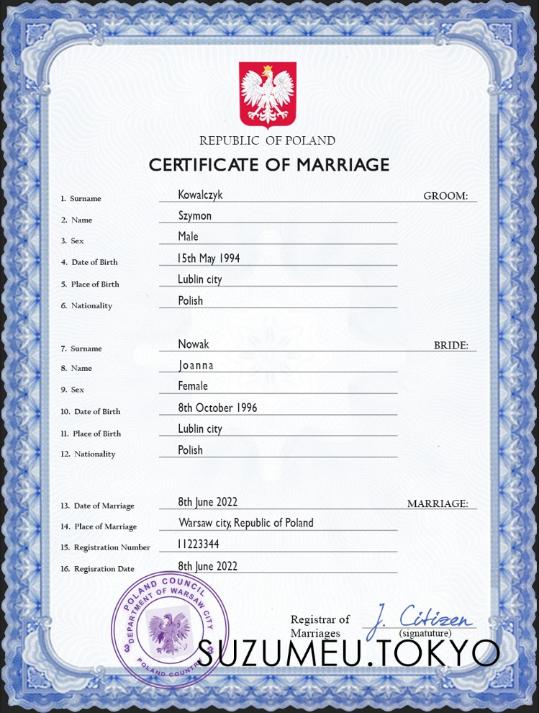 REPUBLIC OF POLAND
CERTIFICATE OF MARRIAGE
1. Surname Kowalczyk GROOM:
2. Name Szymon
3. Sex Male
4. Date of Birth 15th May 1994
5. Place of Birth Lublin city
6. Nationality Polish
7. Surname Nowak BRIDE:
8. Name Joanna
9. Sex Female
10. Date of Birth 8th October 1996
11. Place of Birth Lublin city
12. Nationality Polish
13. Date of Marriage 8th June 2022 MARRIAGE:
14. Place of Marriage Warsaw city, Republic of Poland
15. Registration Number 11223344
16. Regisration Date 8th June 2022
POLAND COUNCIL
DEPARTMENT OF WARSAW CITY
3 3
POLAND COUNTRY
Registrar of J. Citizen
Marriages (signatuture)
SUZUMEU.TOKYO